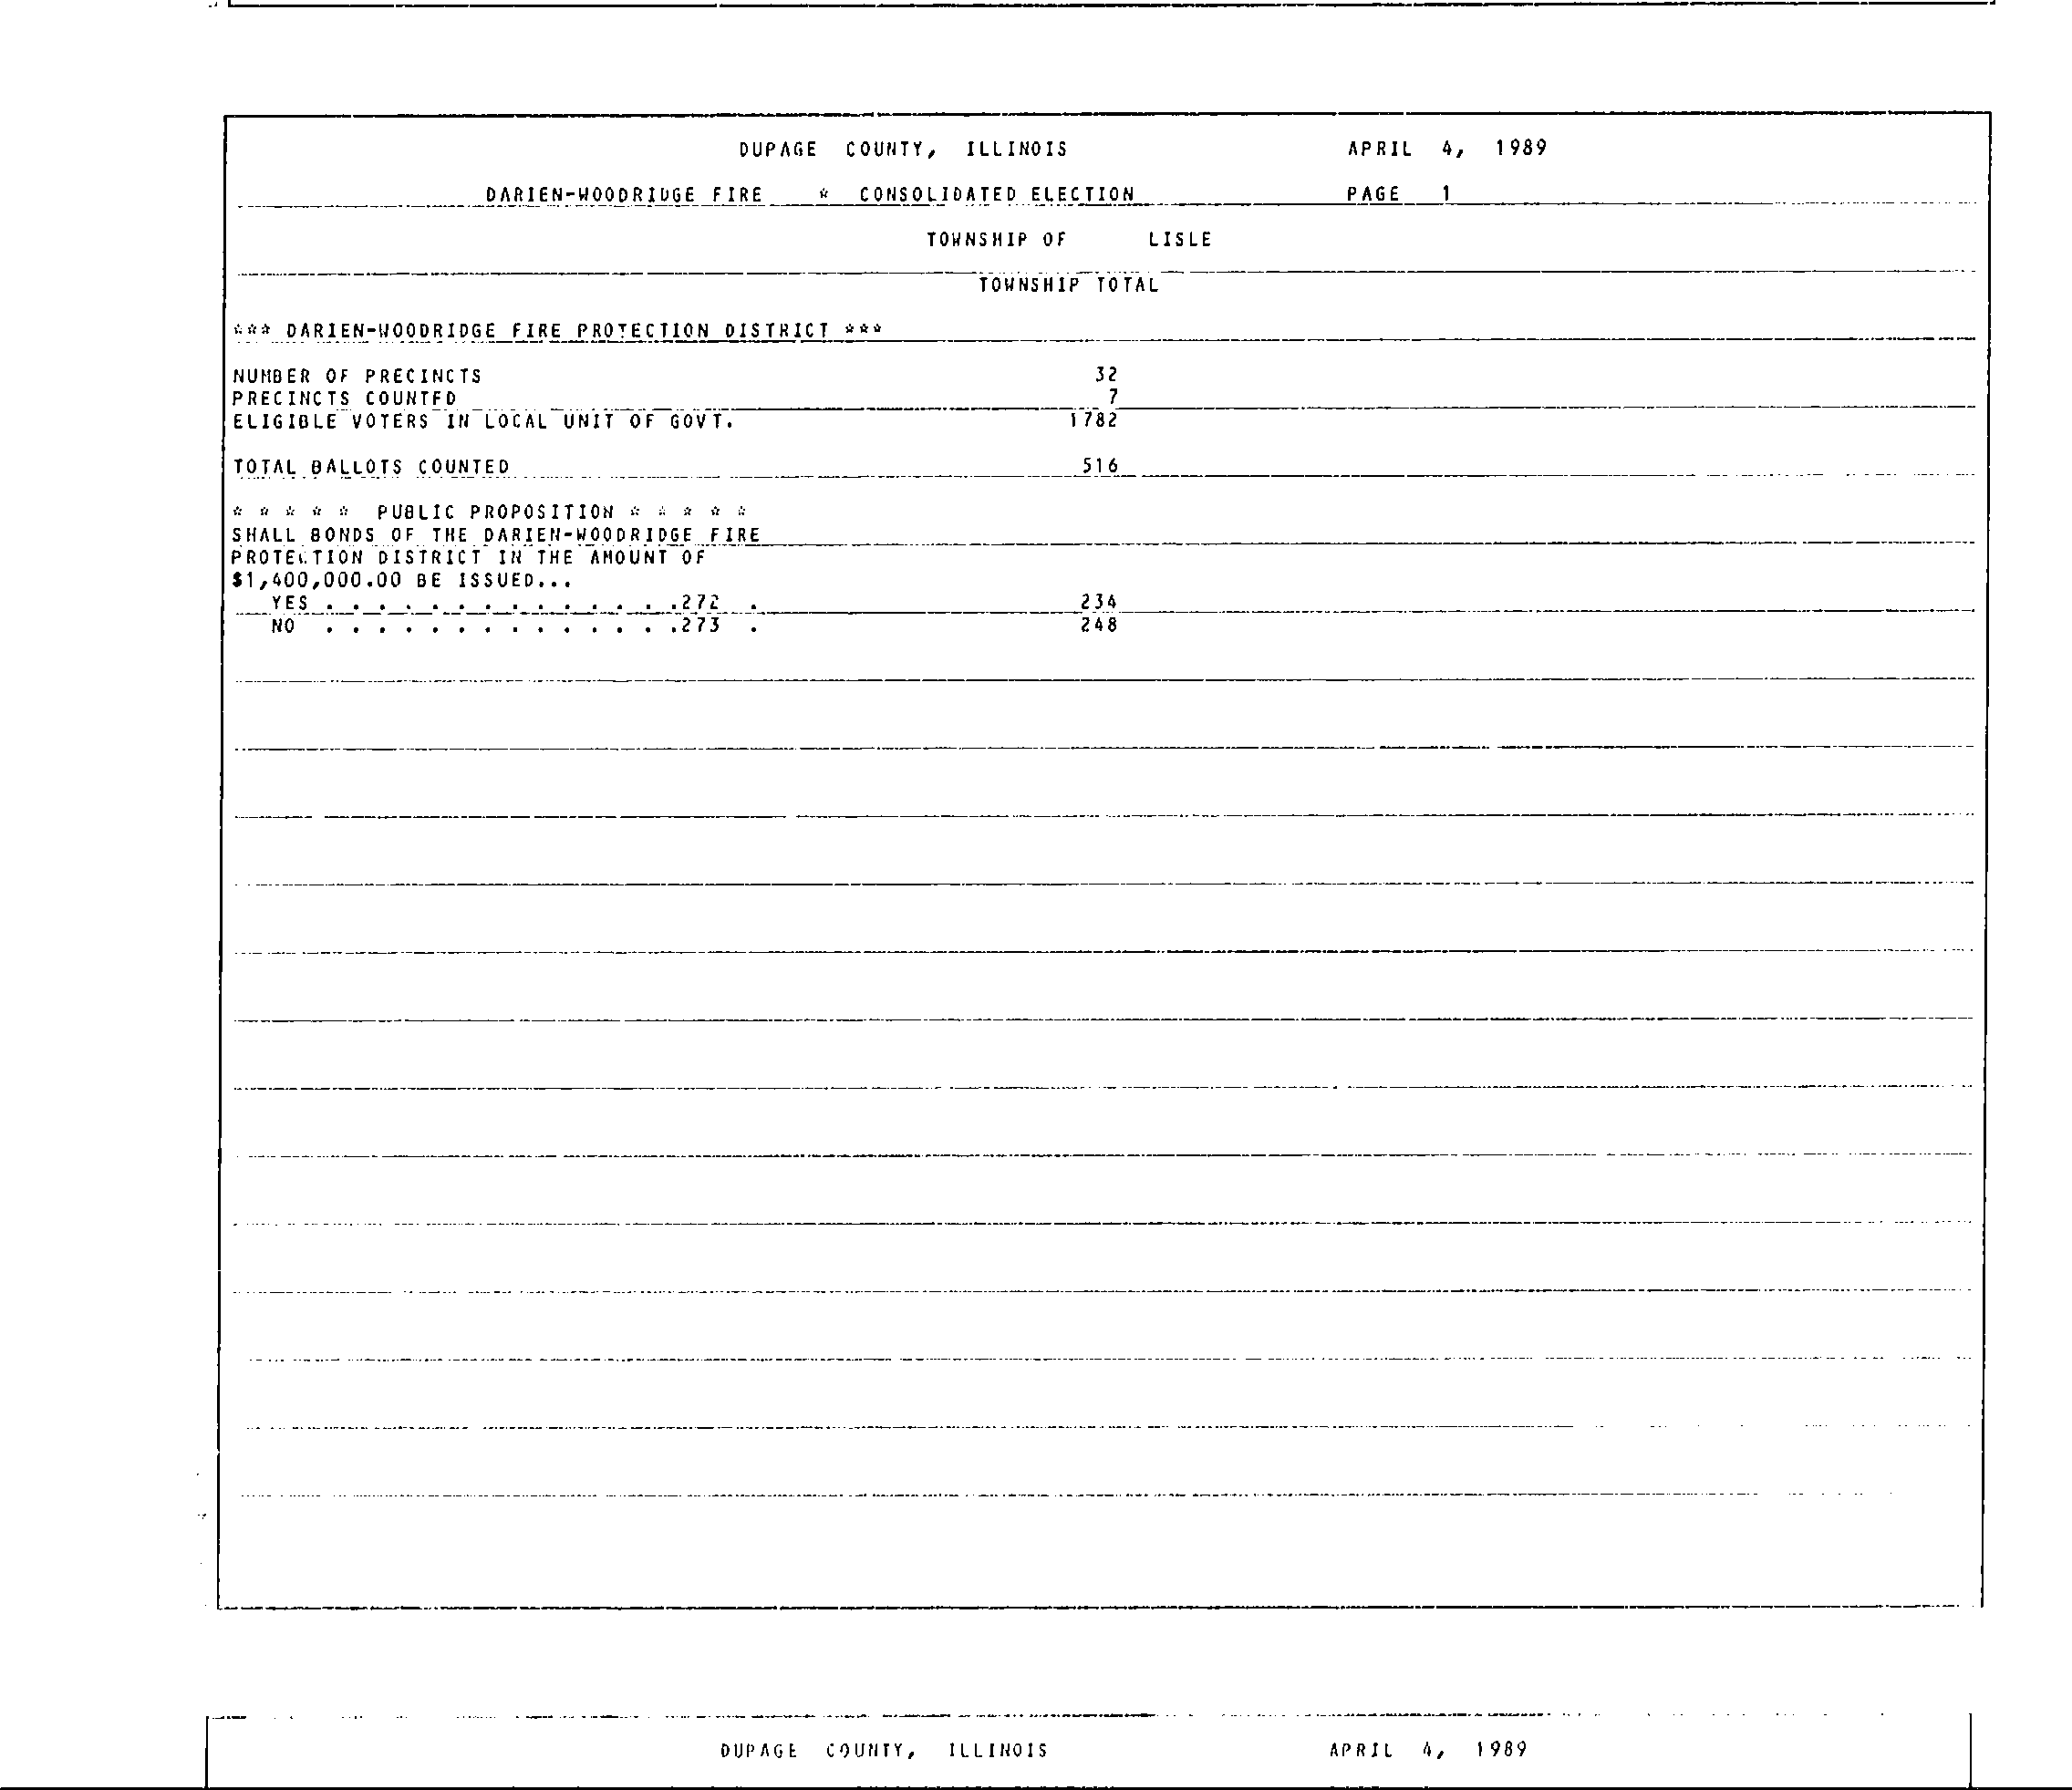 DUPAGE COUNTY, ILLINOIS APRIL 4, 1989
DARIEN-WOODRIDGE FIRE * CONSOLIDATED ELECTION PAGE 1
TOWNSHIP OF LISLE
TOWNSHIP TOTAL
*** DARIEN-WOODRIDGE FIRE PROTECTION DISTRICT ***
NUMBER OF PRECINCTS 32
PRECINCTS COUNTED 7
ELIGIBLE VOTERS IN LOCAL UNIT OF GOVT. 1782
TOTAL BALLOTS COUNTED 516
* * * * * PUBLIC PROPOSITION * * * * *
SHALL BONDS OF THE DARIEN-WOODRIDGE FIRE
PROTECTION DISTRICT IN THE AMOUNT OF
$1,400,000.00 BE ISSUED...
YES . . . . . . . . . . . . . .272 . 234
NO . . . . . . . . . . . . . .273 . 248
DUPAGE COUNTY, ILLINOIS APRIL 4, 1989